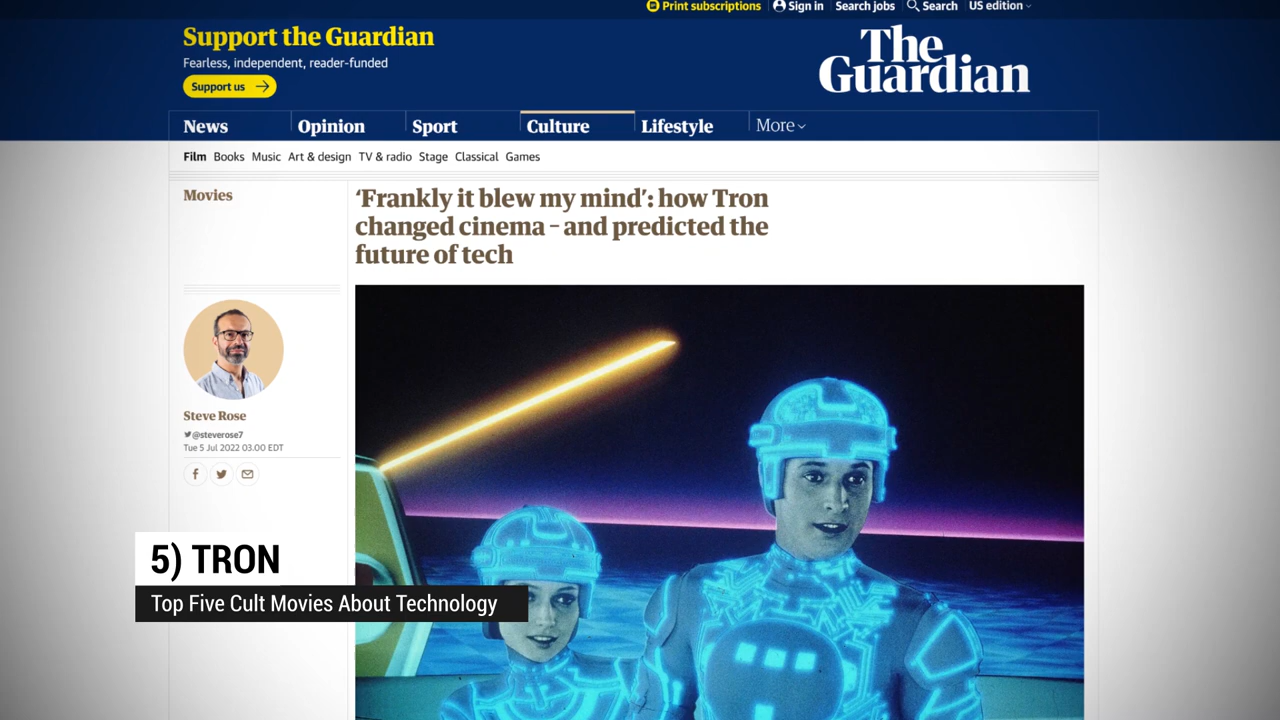 Print subscriptions
Sign in
Search jobs
Search
US edition
Support the Guardian
Fearless, independent, reader-funded
Support us
The
Guardian
News
Opinion
Sport
Culture
Lifestyle
More
Film
Books
Music
Art & design
TV & radio
Stage
Classical
Games
Movies
‘Frankly it blew my mind’: how Tron
changed cinema – and predicted the
future of tech
Steve Rose
@steverose7
Tue 5 Jul 2022 03.00 EDT
5) TRON
Top Five Cult Movies About Technology